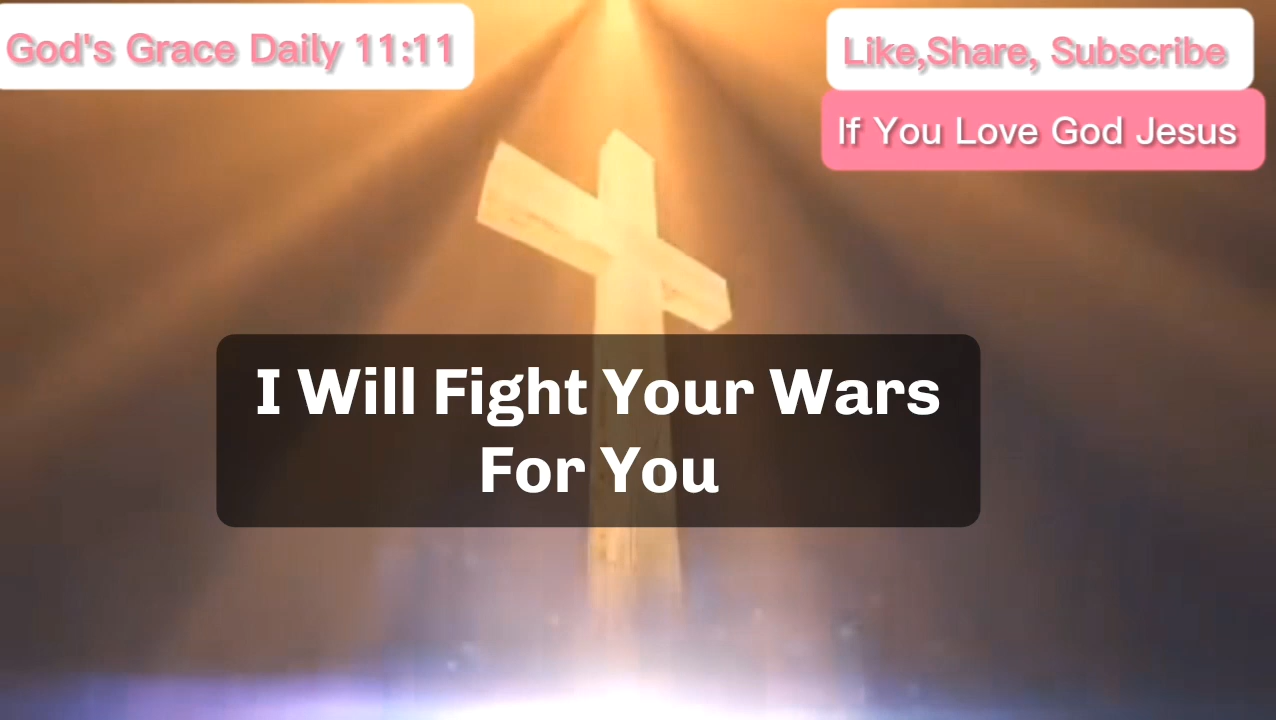 God's Grace Daily 11:11
Like,Share, Subscribe
If You Love God Jesus
I Will Fight Your Wars
For You